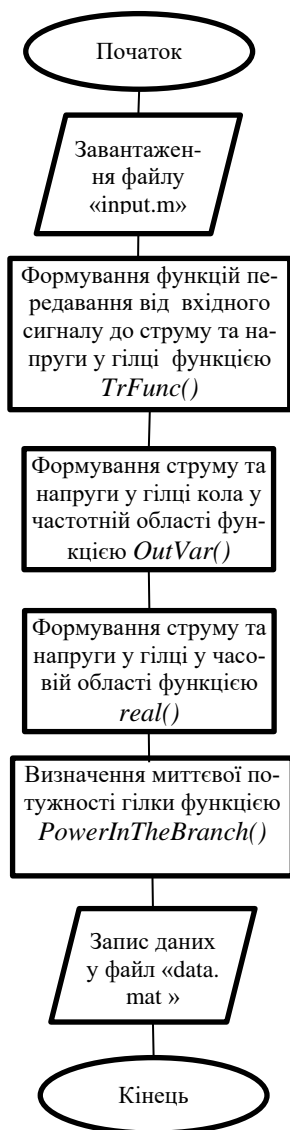 Початок
Завантажен-
ня файлу
«input.m»
Формування функцій пе-
редавання від вхідного
сигналу до струму та на-
пруги у гілці функцією
TrFunc()
Формування струму та
напруги у гілці кола у
частотній області фун-
кцією OutVar()
Формування струму та
напруги у гілці у часо-
вій області функцією
real()
Визначення миттєвої по-
тужності гілки функцією
PowerInTheBranch()
Запис даних
у файл «data.
mat »
Кінець